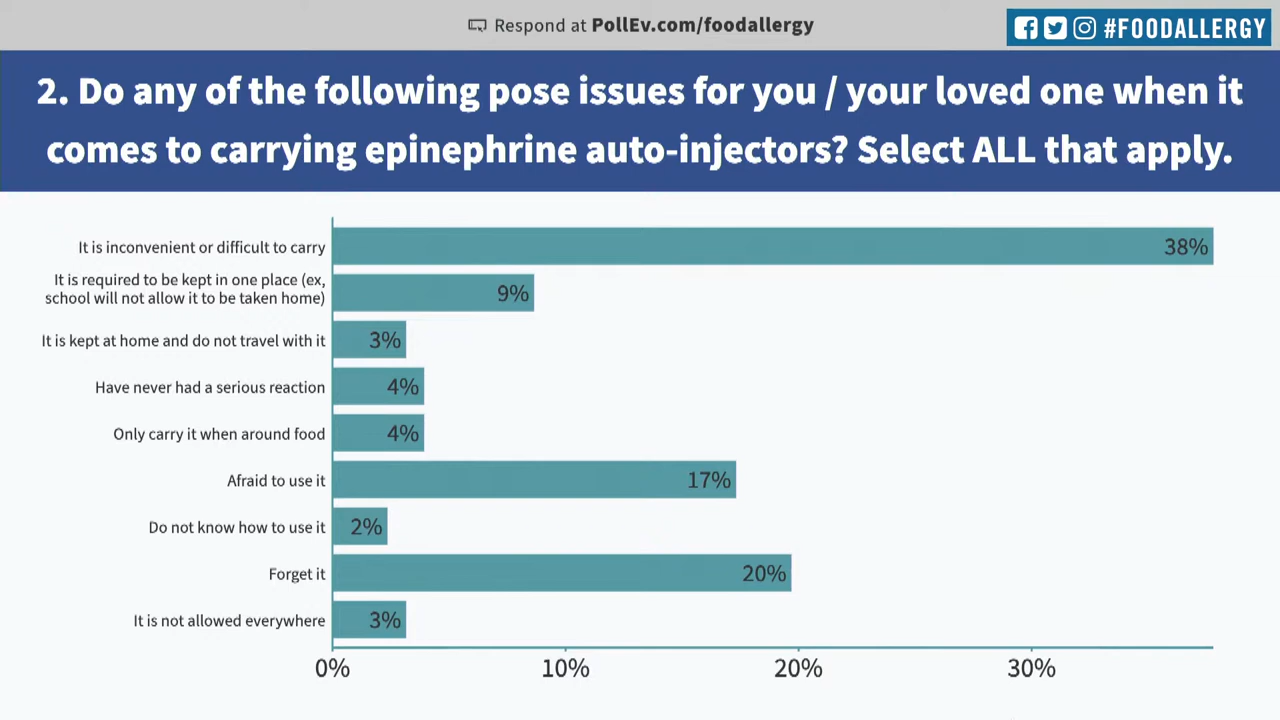 Respond at PollEv.com/foodallergy
#FOODALLERGY
2. Do any of the following pose issues for you / your loved one when it
comes to carrying epinephrine auto-injectors? Select ALL that apply.
It is inconvenient or difficult to carry
38%
It is required to be kept in one place (ex,
school will not allow it to be taken home)
9%
It is kept at home and do not travel with it
3%
Have never had a serious reaction
4%
Only carry it when around food
4%
Afraid to use it
17%
Do not know how to use it
2%
Forget it
20%
It is not allowed everywhere
3%
0%
10%
20%
30%